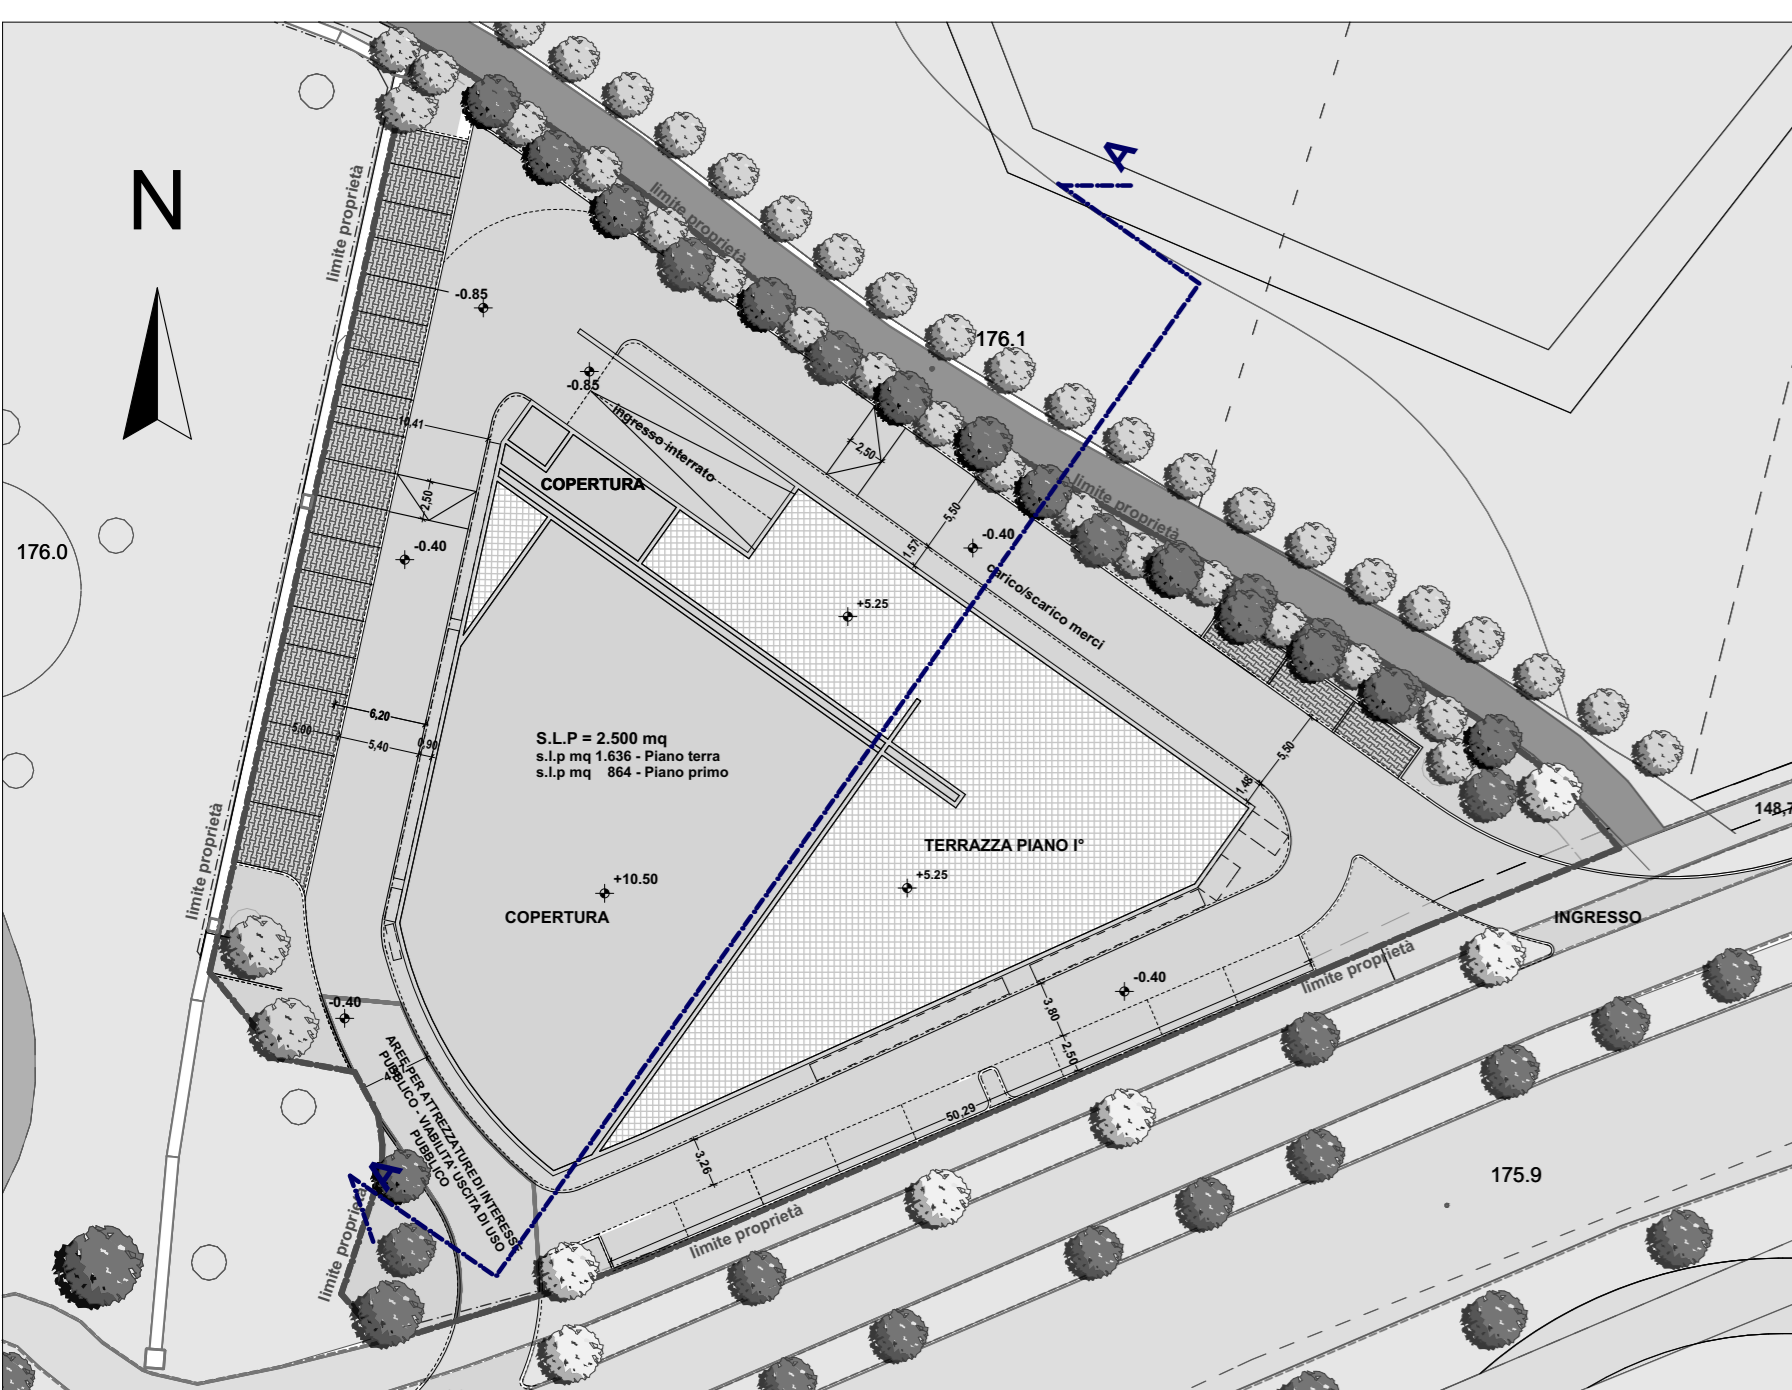 A
N
limite proprietà
limite proprietà
-0.85
176.1
-0.85
ingresso interrato
10,41
2,50
COPERTURA
limite proprietà
2,50
5,50
176.0
-0.40
-0.40
1,57
carico/scarico merci
+5.25
6,20
5,00
5,40
0,90
S.L.P = 2.500 mq
s.l.p mq 1.636 - Piano terra
s.l.p mq 864 - Piano primo
5,50
1,48
148,7
limite proprietà
TERRAZZA PIANO I°
+5.25
+10.50
COPERTURA
INGRESSO
limite proprietà
-0.40
-0.40
3,80
2,50
AREE PER ATTREZZATURE DI INTERESSE
PUBBLICO - VIABILITA' USCITA DI USO
PUBBLICO
50,29
3,26
A
175.9
limite proprietà
limite proprietà